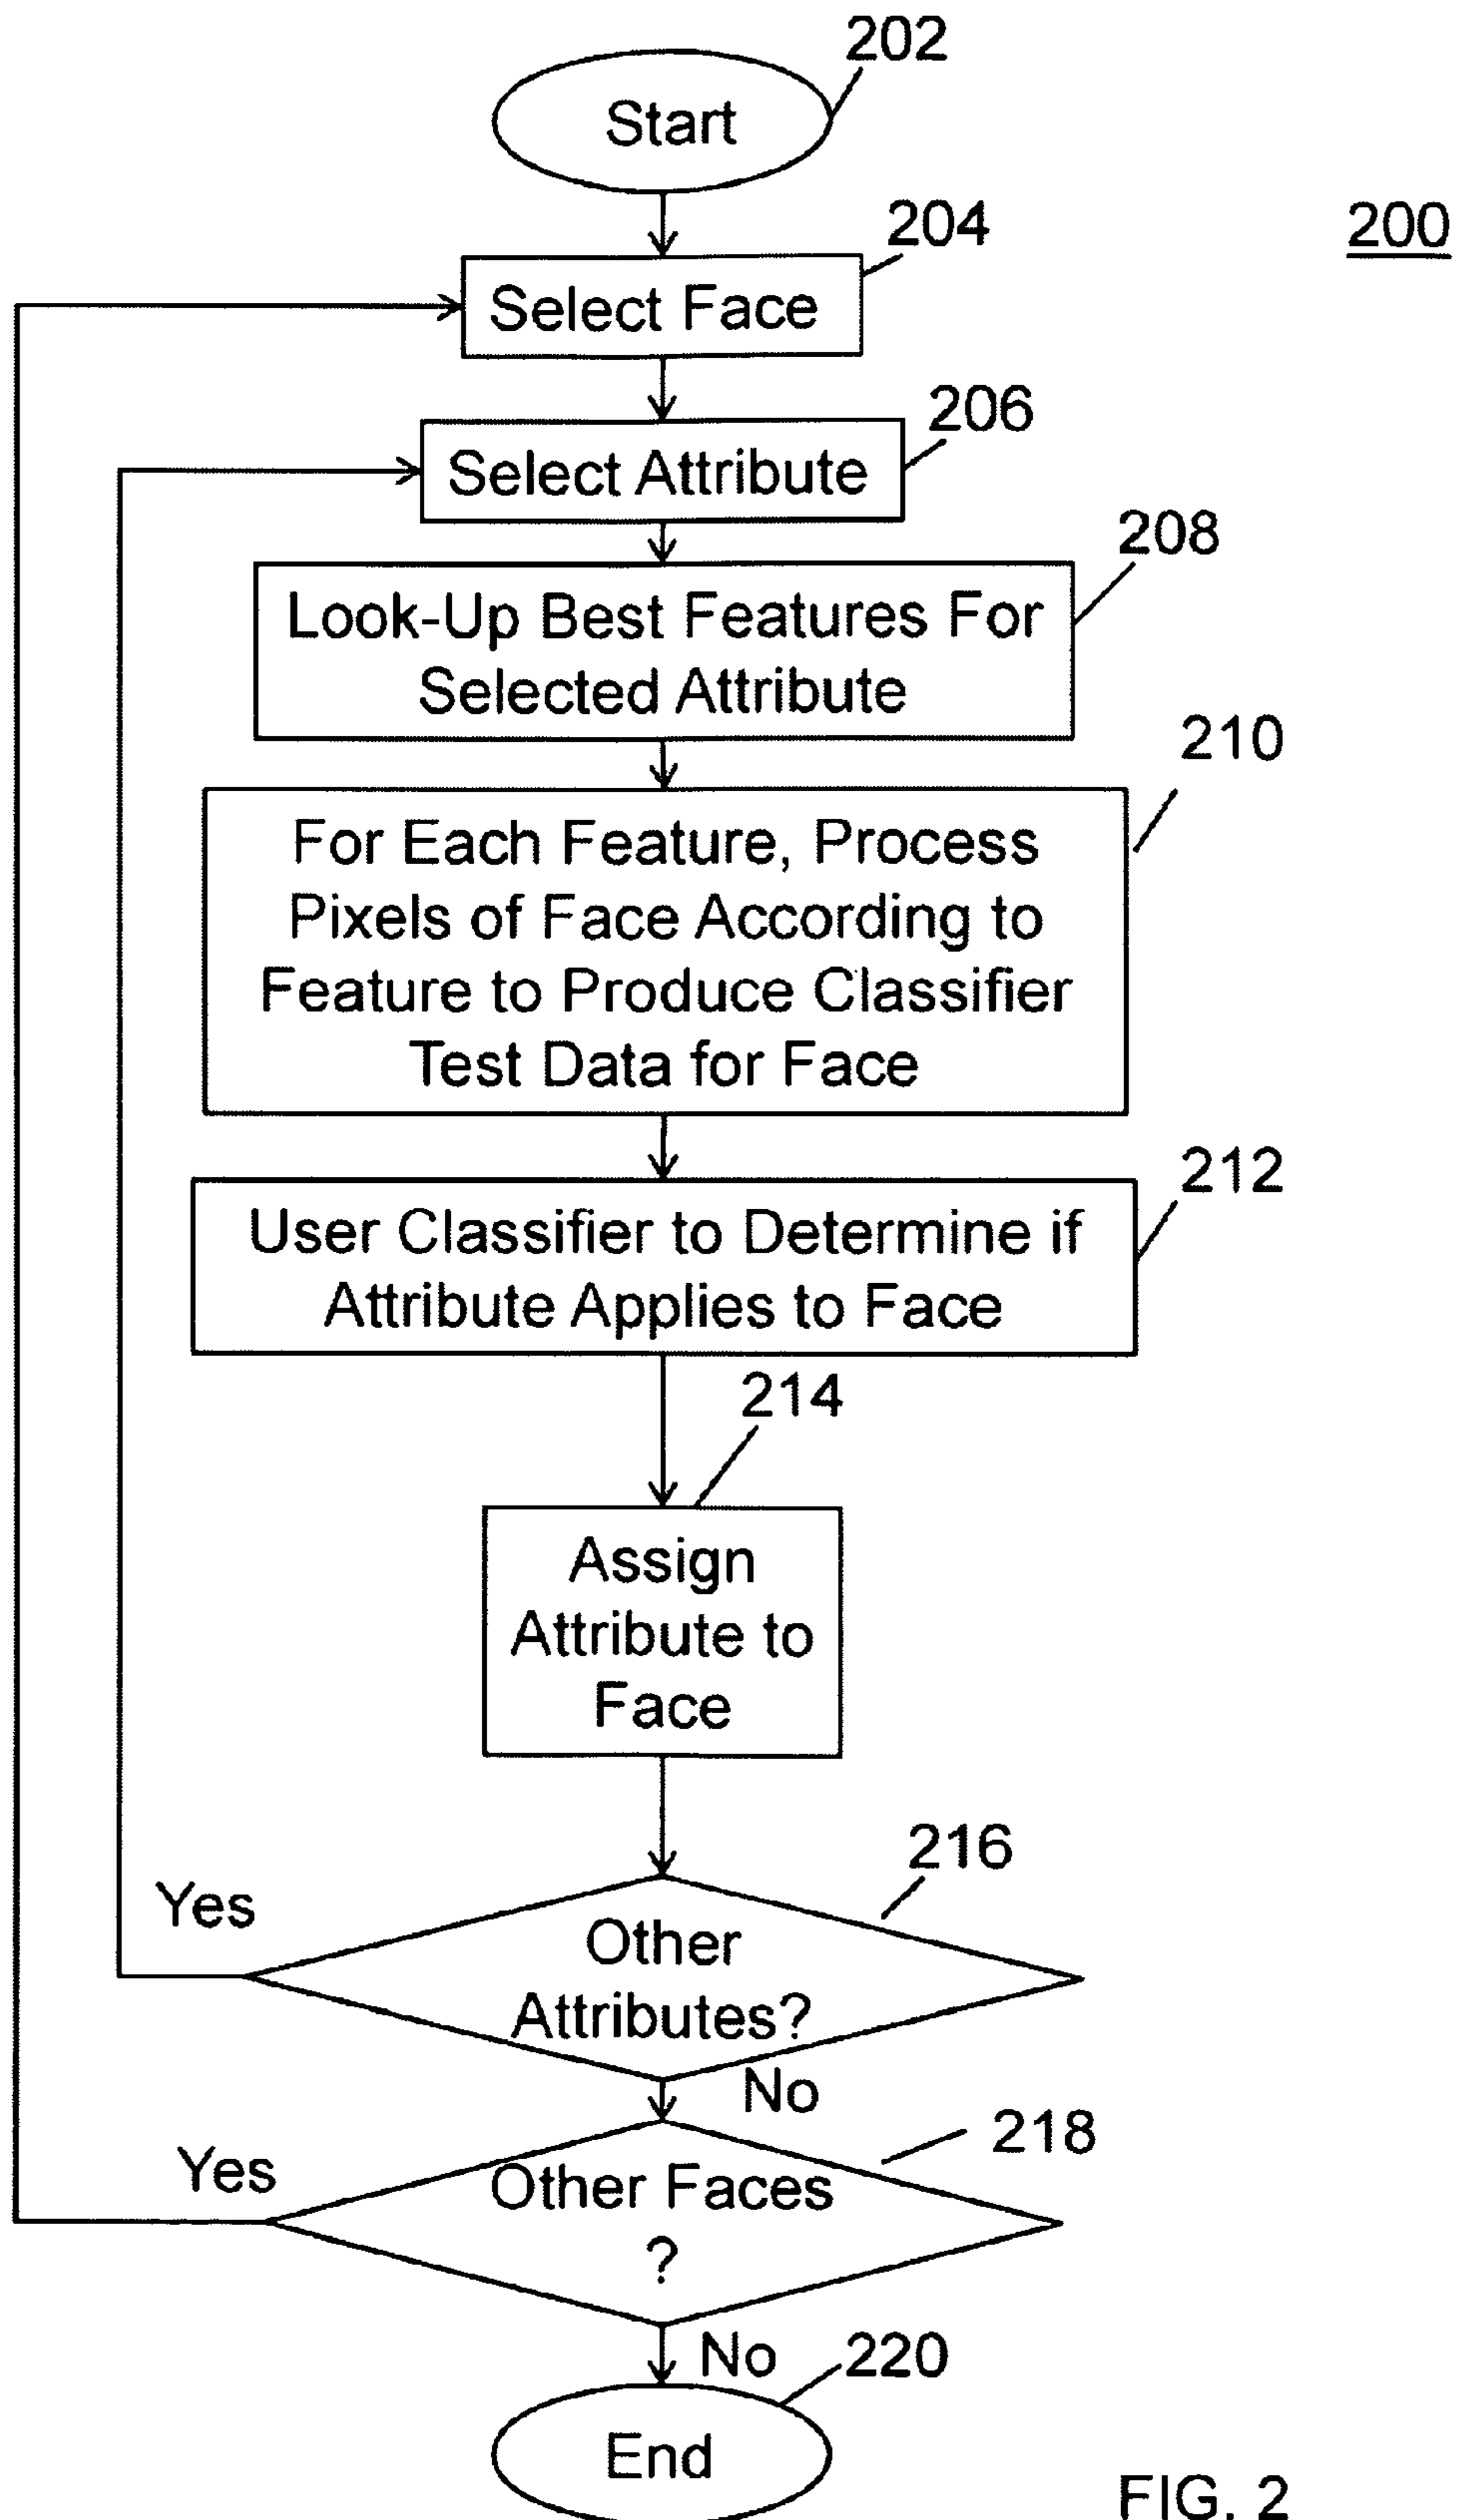 202
Start
204
200
Select Face
206
Select Attribute
208
Look-Up Best Features For
Selected Attribute
210
For Each Feature, Process
Pixels of Face According to
Feature to Produce Classifier
Test Data for Face
212
User Classifier to Determine if
Attribute Applies to Face
214
Assign
Attribute to
Face
216
Yes
Other
Attributes?
No
218
Yes
Other Faces
?
No
220
End
FIG. 2